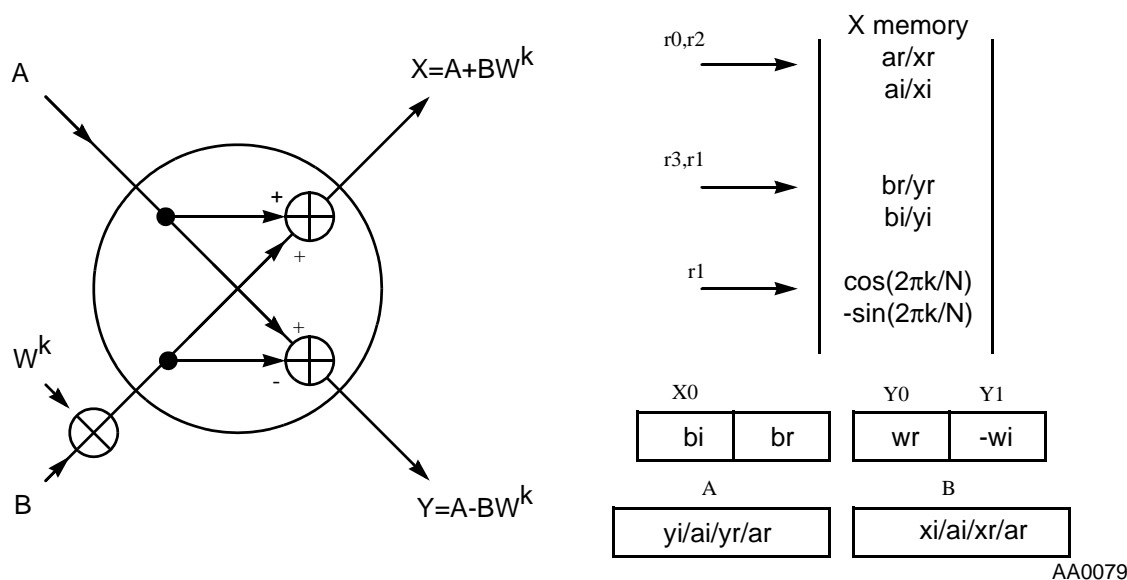 A
X=A+BW^k
+
+
+
-
W^k
B
Y=A-BW^k
X memory
r0,r2
ar/xr
ai/xi
r3,r1
br/yr
bi/yi
r1
cos(2πk/N)
-sin(2πk/N)
X0
Y0
Y1
bi
br
wr
-wi
A
B
yi/ai/yr/ar
xi/ai/xr/ar
AA0079